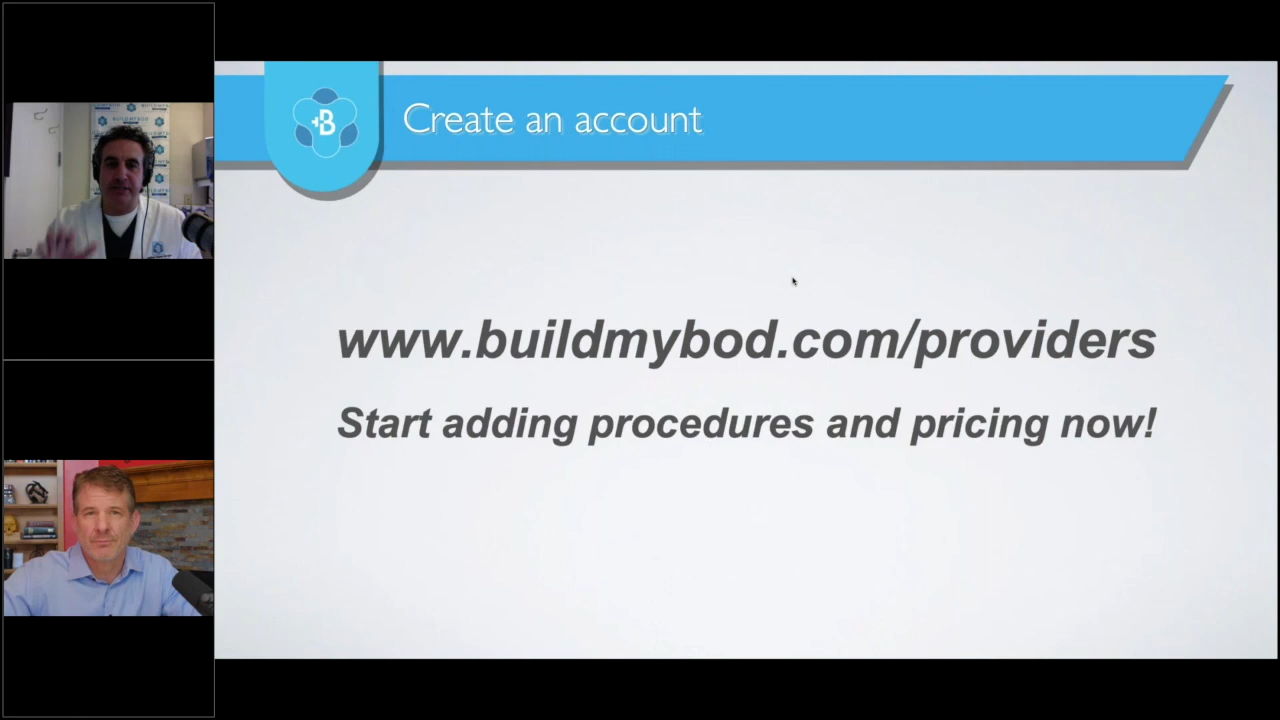 Create an account
www.buildmybod.com/providers
Start adding procedures and pricing now!